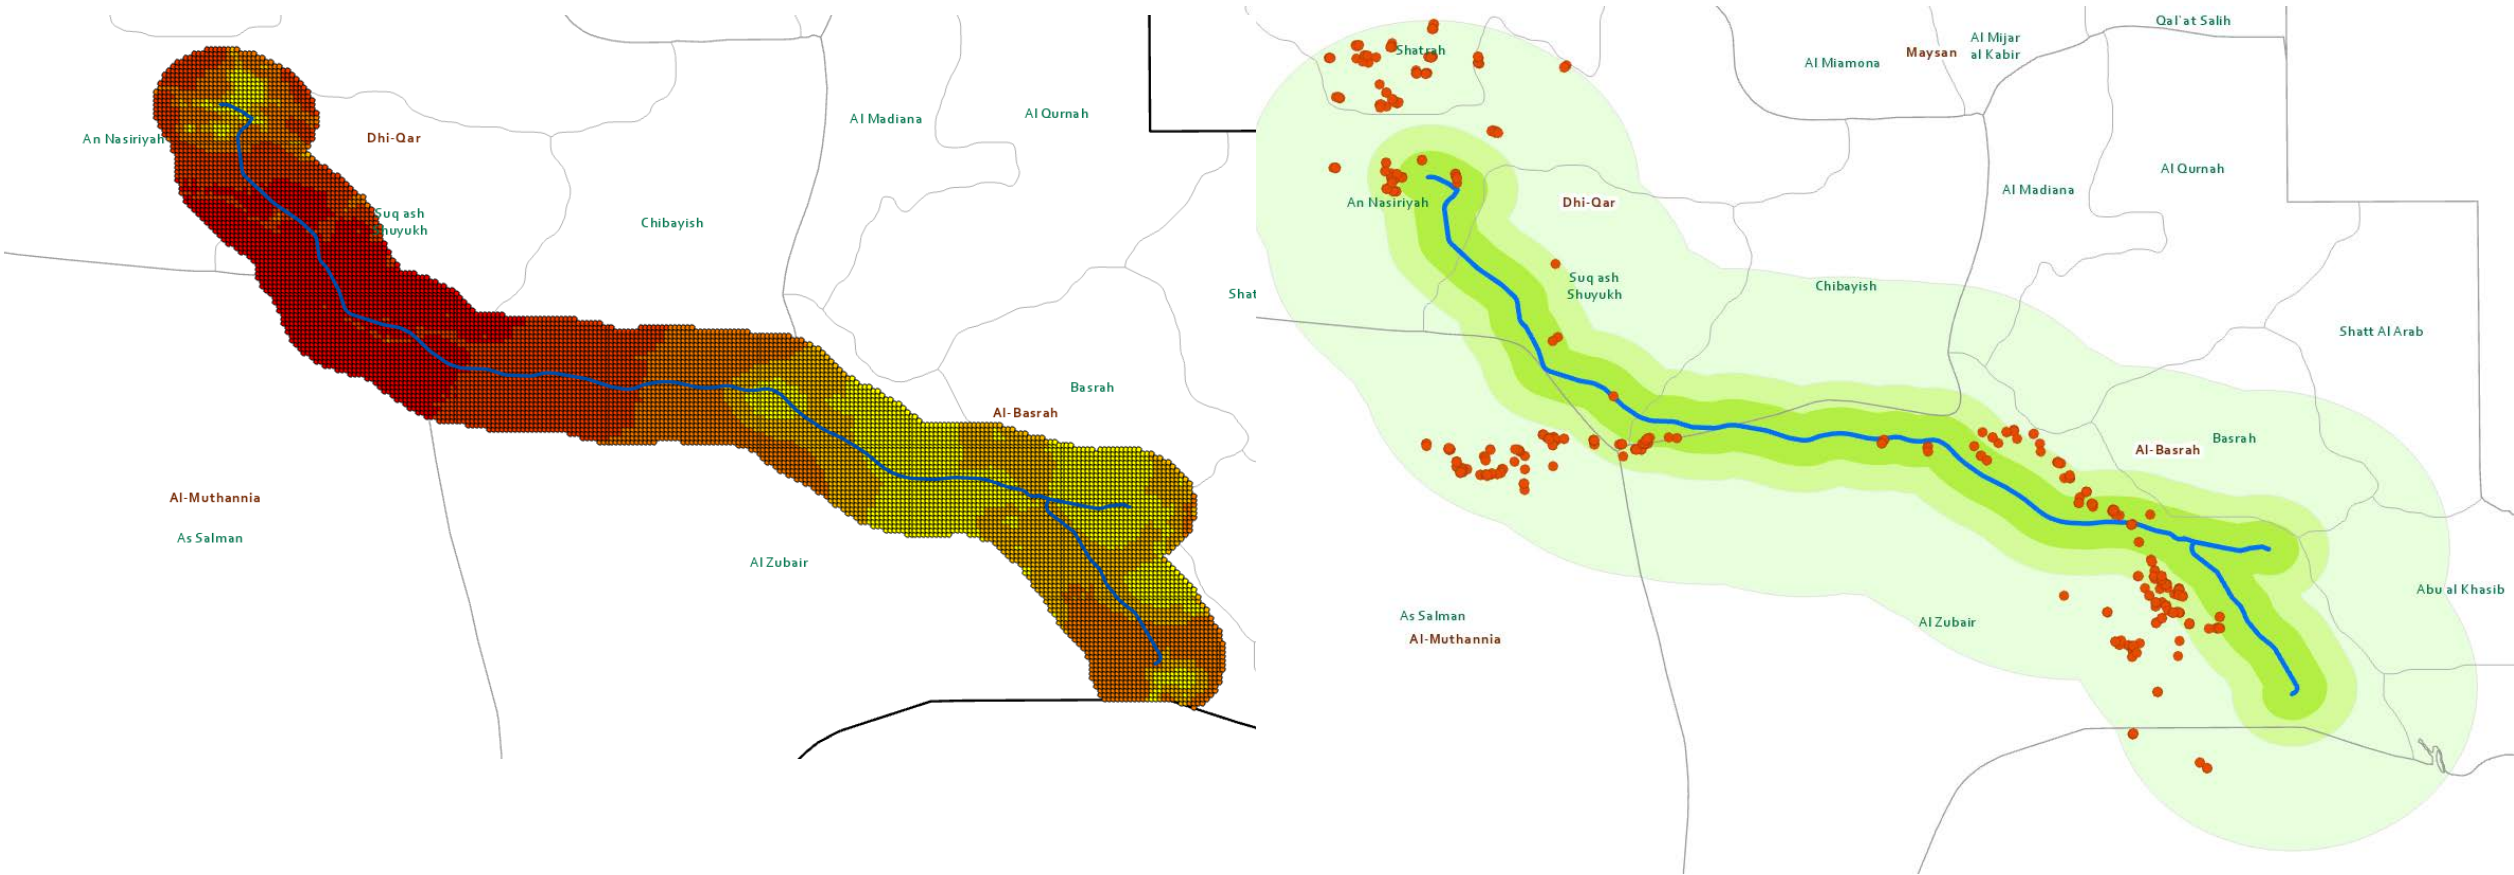 An Nasiriyah
Dhi-Qar
Suq ash
Shuyukh
Chibayish
Al Madiana
Al Qurnah
Shat
Basrah
Al-Basrah
Al-Muthannia
As Salman
Al Zubair
Shatrah
Al Miamona
Maysan
Al Mijar
al Kabir
Qal'at Salih
An Nasiriyah
Dhi-Qar
Suq ash
Shuyukh
Chibayish
Al Madiana
Al Qurnah
Shatt Al Arab
Basrah
Al-Basrah
As Salman
Al-Muthannia
Al Zubair
Abu al Khasib